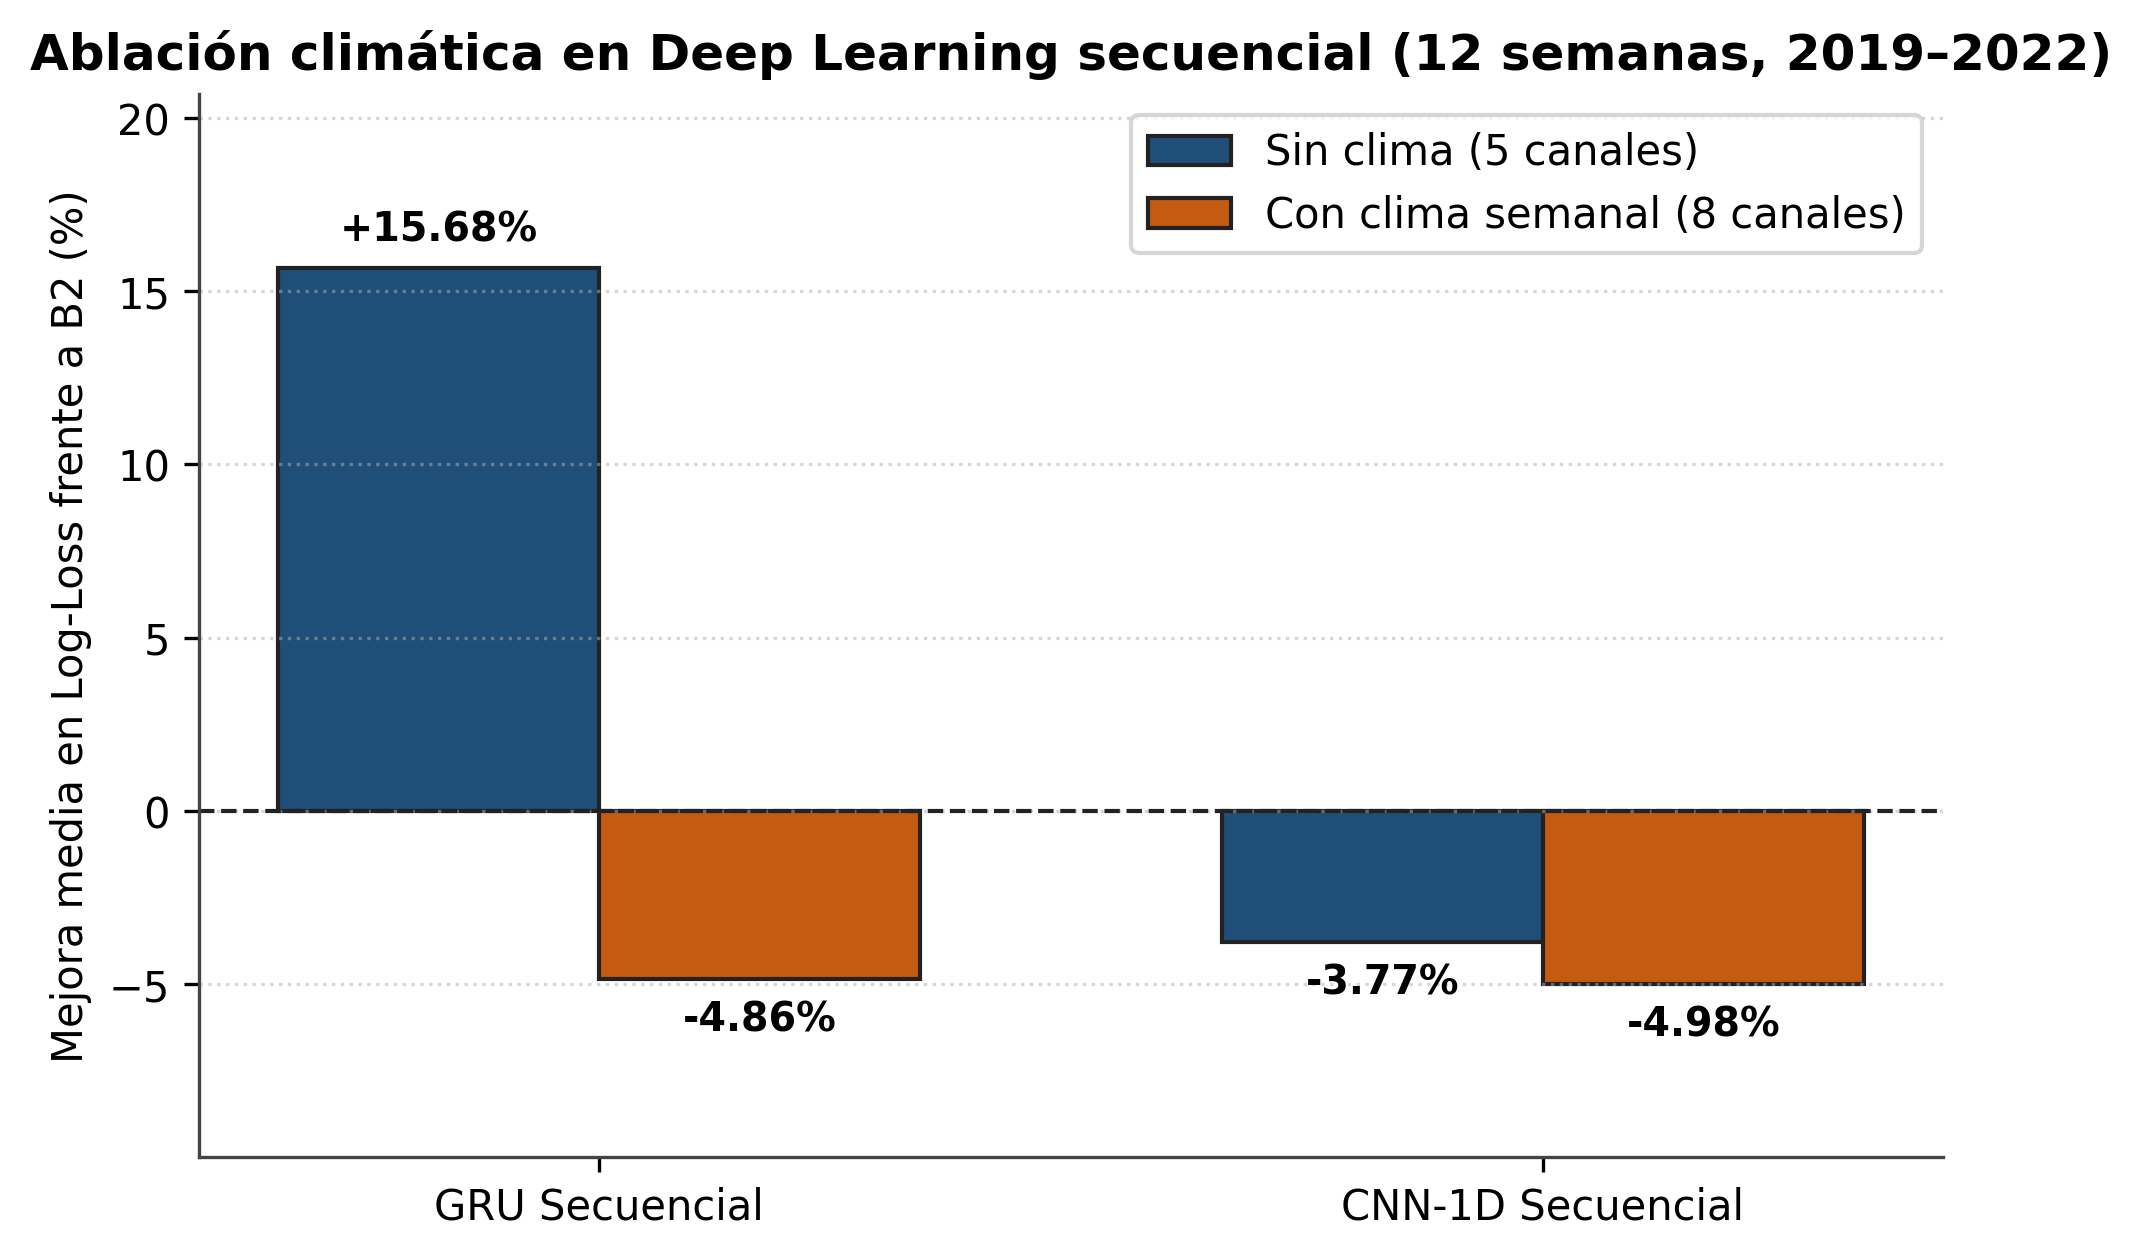 Ablación climática en Deep Learning secuencial (12 semanas, 2019–2022)
Mejora media en Log-Loss frente a B2 (%)
20
15
10
5
0
−5
Sin clima (5 canales)
Con clima semanal (8 canales)
+15.68%
-4.86%
-3.77%
-4.98%
GRU Secuencial
CNN-1D Secuencial